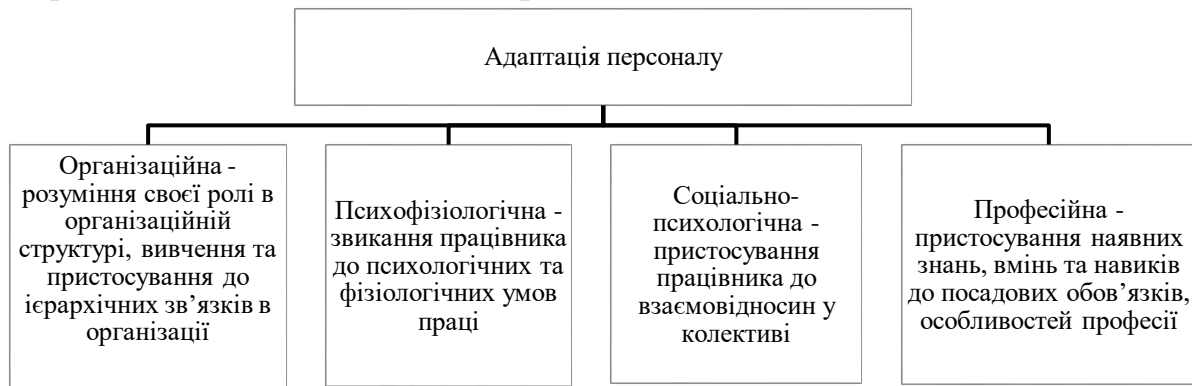 Адаптація персоналу
Організаційна -
розуміння своєї ролі в
організаційній
структурі, вивчення та
пристосування до
ієрархічних зв’язків в
організації
Психофізіологічна -
звикання працівника
до психологічних та
фізіологічних умов
праці
Соціально-
психологічна -
пристосування
працівника до
взаємовідносин у
колективі
Професійна -
пристосування наявних
знань, вмінь та навиків
до посадових обов’язків,
особливостей професії